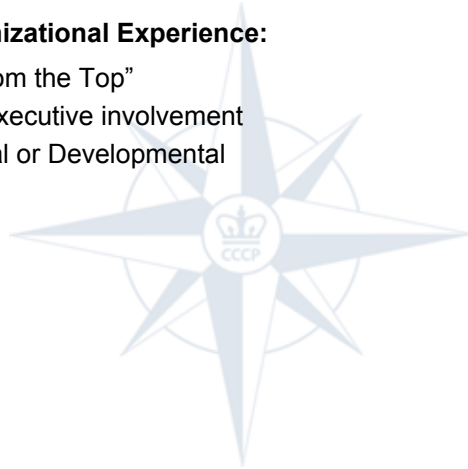 nizational Experience:
om the Top”
xecutive involvement
al or Developmental
CCCP